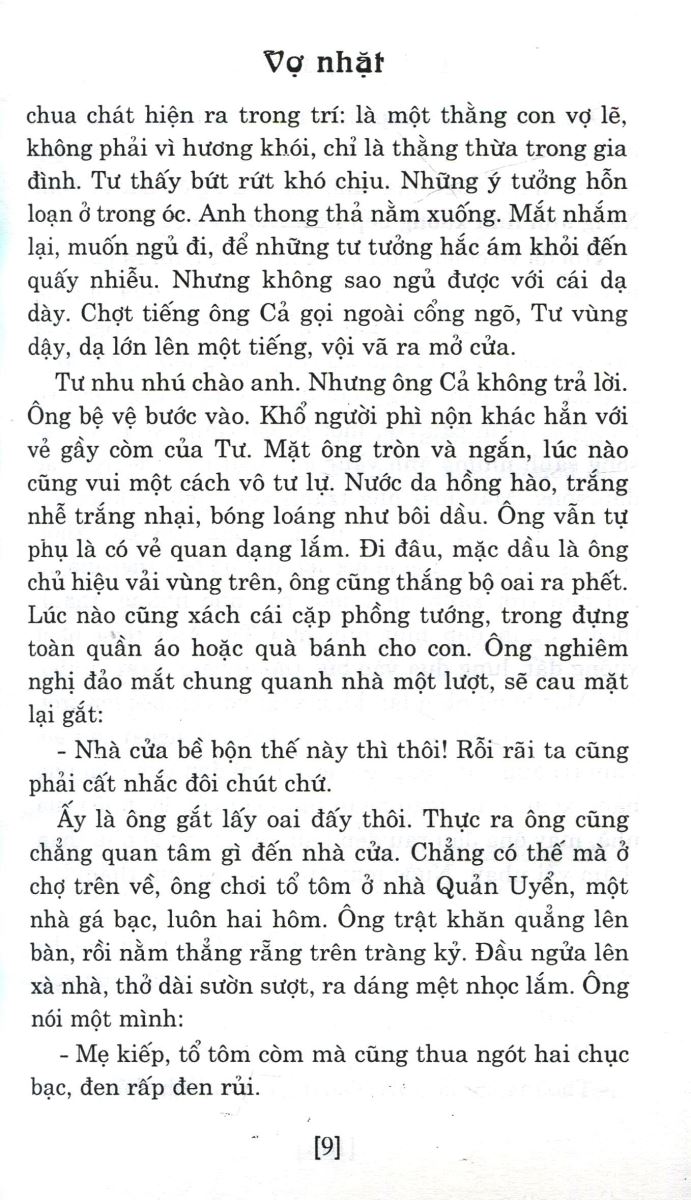 Vợ nhặt
chua chát hiện ra trong trí: là một thằng con vợ lẽ,
không phải vì hương khói, chỉ là thằng thừa trong gia
đình. Tư thấy bứt rứt khó chịu. Những ý tưởng hỗn
loạn ở trong óc. Anh thong thả nằm xuống. Mắt nhắm
lại, muốn ngủ đi, để những tư tưởng hắc ám khỏi đến
quấy nhiễu. Nhưng không sao ngủ được với cái dạ
dày. Chợt tiếng ông Cả gọi ngoài cổng ngõ, Tư vùng
dậy, dạ lớn lên một tiếng, vội vã ra mở cửa.
Tư nhu nhú chào anh. Nhưng ông Cả không trả lời.
Ông bệ vệ bước vào. Khổ người phì nộn khác hẳn với
vẻ gầy còm của Tư. Mặt ông tròn và ngắn, lúc nào
cũng vui một cách vô tư lự. Nước da hồng hào, trắng
nhễ trắng nhại, bóng loáng như bôi dầu. Ông vẫn tự
phụ là có vẻ quan dạng lắm. Đi đâu, mặc dầu là ông
chủ hiệu vải vùng trên, ông cũng thắng bộ oai ra phết.
Lúc nào cũng xách cái cặp phồng tướng, trong đựng
toàn quần áo hoặc quà bánh cho con. Ông nghiêm
nghị đảo mắt chung quanh nhà một lượt, sẽ cau mặt
lại gắt:
- Nhà cửa bề bộn thế này thì thôi! Rỗi rãi ta cũng
phải cất nhắc đôi chút chứ.
Ấy là ông gắt lấy oai đấy thôi. Thực ra ông cũng
chẳng quan tâm gì đến nhà cửa. Chẳng có thế mà ở
chợ trên về, ông chơi tổ tôm ở nhà Quản Uyển, một
nhà gá bạc, luôn hai hôm. Ông trật khăn quẳng lên
bàn, rồi nằm thẳng rẵng trên tràng kỷ. Đầu ngửa lên
xà nhà, thở dài sườn sượt, ra dáng mệt nhọc lắm. Ông
nói một mình:
- Mẹ kiếp, tổ tôm còm mà cũng thua ngót hai chục
bạc, đen rấp đen rủi.
[9]